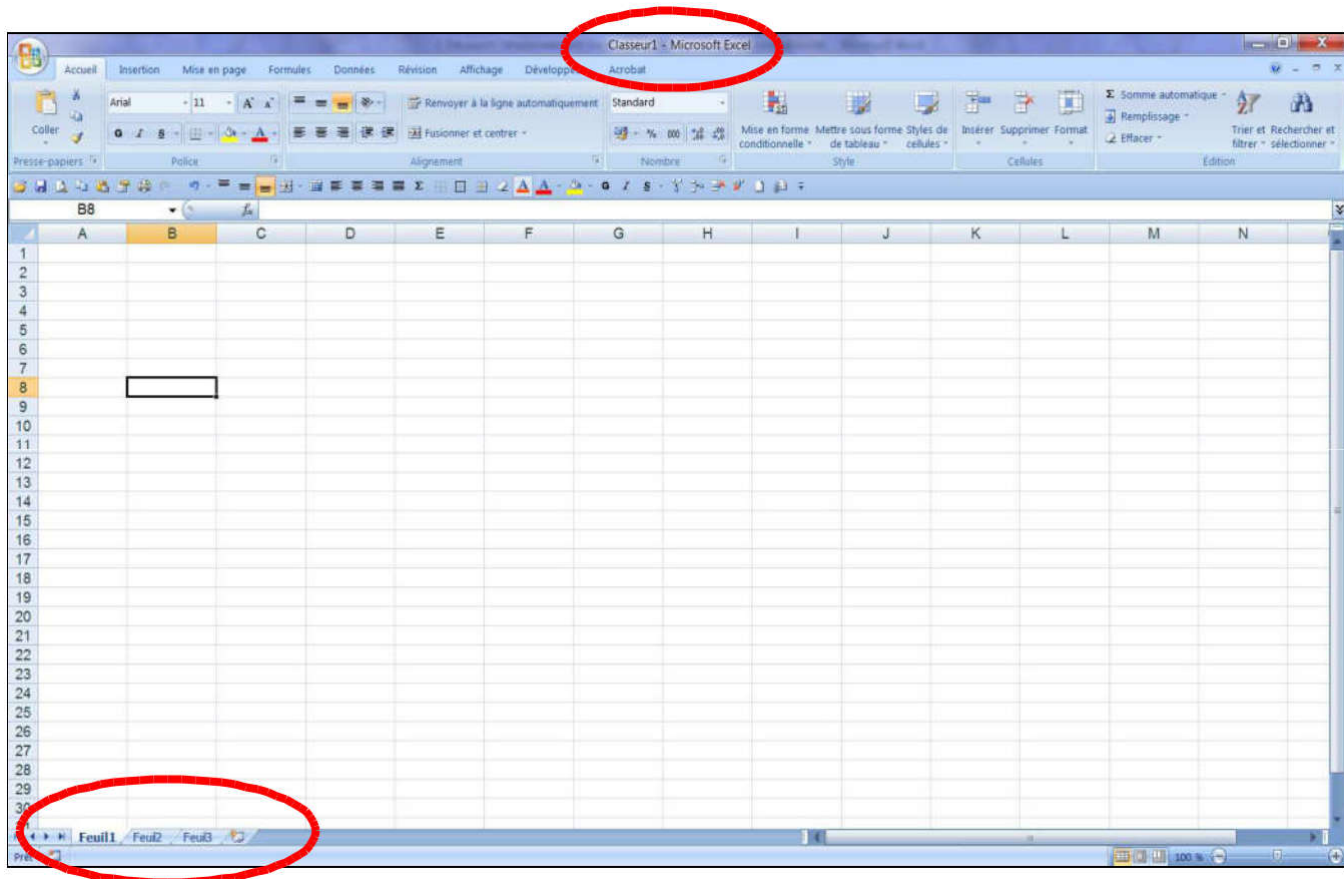 Classeur1 - Microsoft Excel
Accueil Insertion Mise en page Formules Données Révision Affichage Acrobat
Coller Arial 11 A A Renvoyer à la ligne automatiquement Standard
G I S A Fusionner et centrer % 000
Mise en forme conditionnelle Mettre sous forme de tableau Styles de cellules Insérer Supprimer Format
Σ Somme automatique
Remplissage
Effacer
Trier et filtrer Rechercher et sélectionner
Presse-papiers Police Alignement Nombre Style Cellules Édition
Σ A A G I S
B8 fx
A B C D E F G H I J K L M N
1
2
3
4
5
6
7
8
9
10
11
12
13
14
15
16
17
18
19
20
21
22
23
24
25
26
27
28
29
30
Feuil1 Feuil2 Feuil3
Prêt 100 %